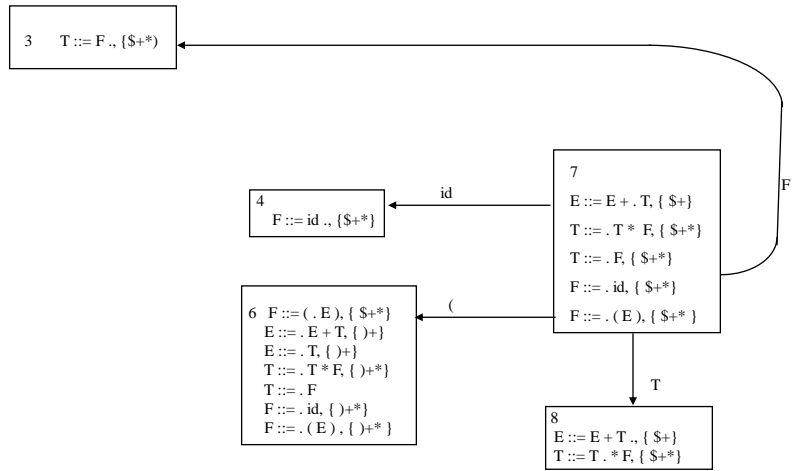 3 T ::= F ., {$+*)
F
7
E ::= E + . T, { $+}
T ::= . T * F, { $+*}
T ::= . F, { $+*}
F ::= . id, { $+*}
F ::= . ( E ), { $+* }
id
4
F ::= id ., {$+*}
(
6 F ::= ( . E ), { $+*}
E ::= . E + T, { )+}
E ::= . T, { )+}
T ::= . T * F, { )+*}
T ::= . F
F ::= . id, { )+*}
F ::= . ( E ) , { )+* }
T
8
E ::= E + T ., { $+}
T ::= T . * F, { $+*}